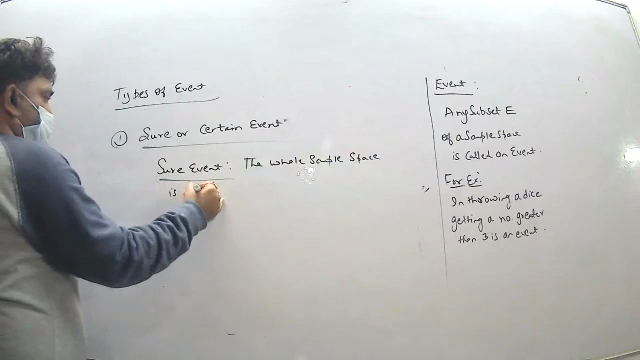 Types of Event
① Sure or Certain Event"
Sure Event: The whole Sample Space
is
Event:
Any Subset E
of a Sample Space
is called an Event.
For Ex:
In throwing a dice
getting a no. greater
than 3 is an event.